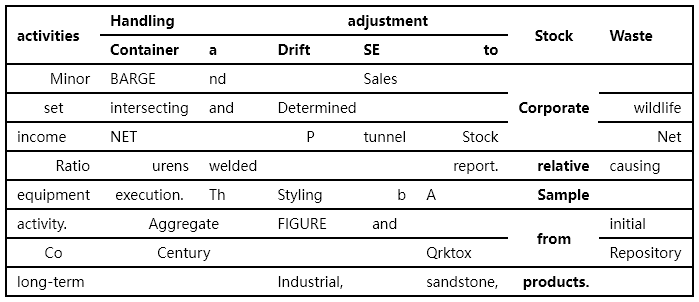 activities Handling adjustment Stock Waste
Container a Drift SE to
Minor BARGE nd Sales Corporate
set intersecting and Determined wildlife
income NET P tunnel Stock Net
Ratio urens welded report. relative causing
equipment execution. Th Styling b A Sample
activity. Aggregate FIGURE and from initial
Co Century Qrktox Repository
long-term Industrial, sandstone, products.